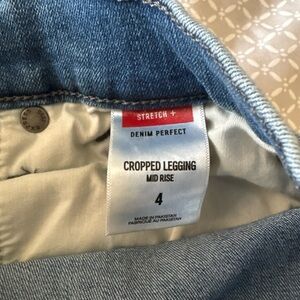 STRETCH +
DENIM PERFECT
CROPPED LEGGING
MID RISE
4
MADE IN PAKISTAN
FABRIQUÉ AU PAKISTAN